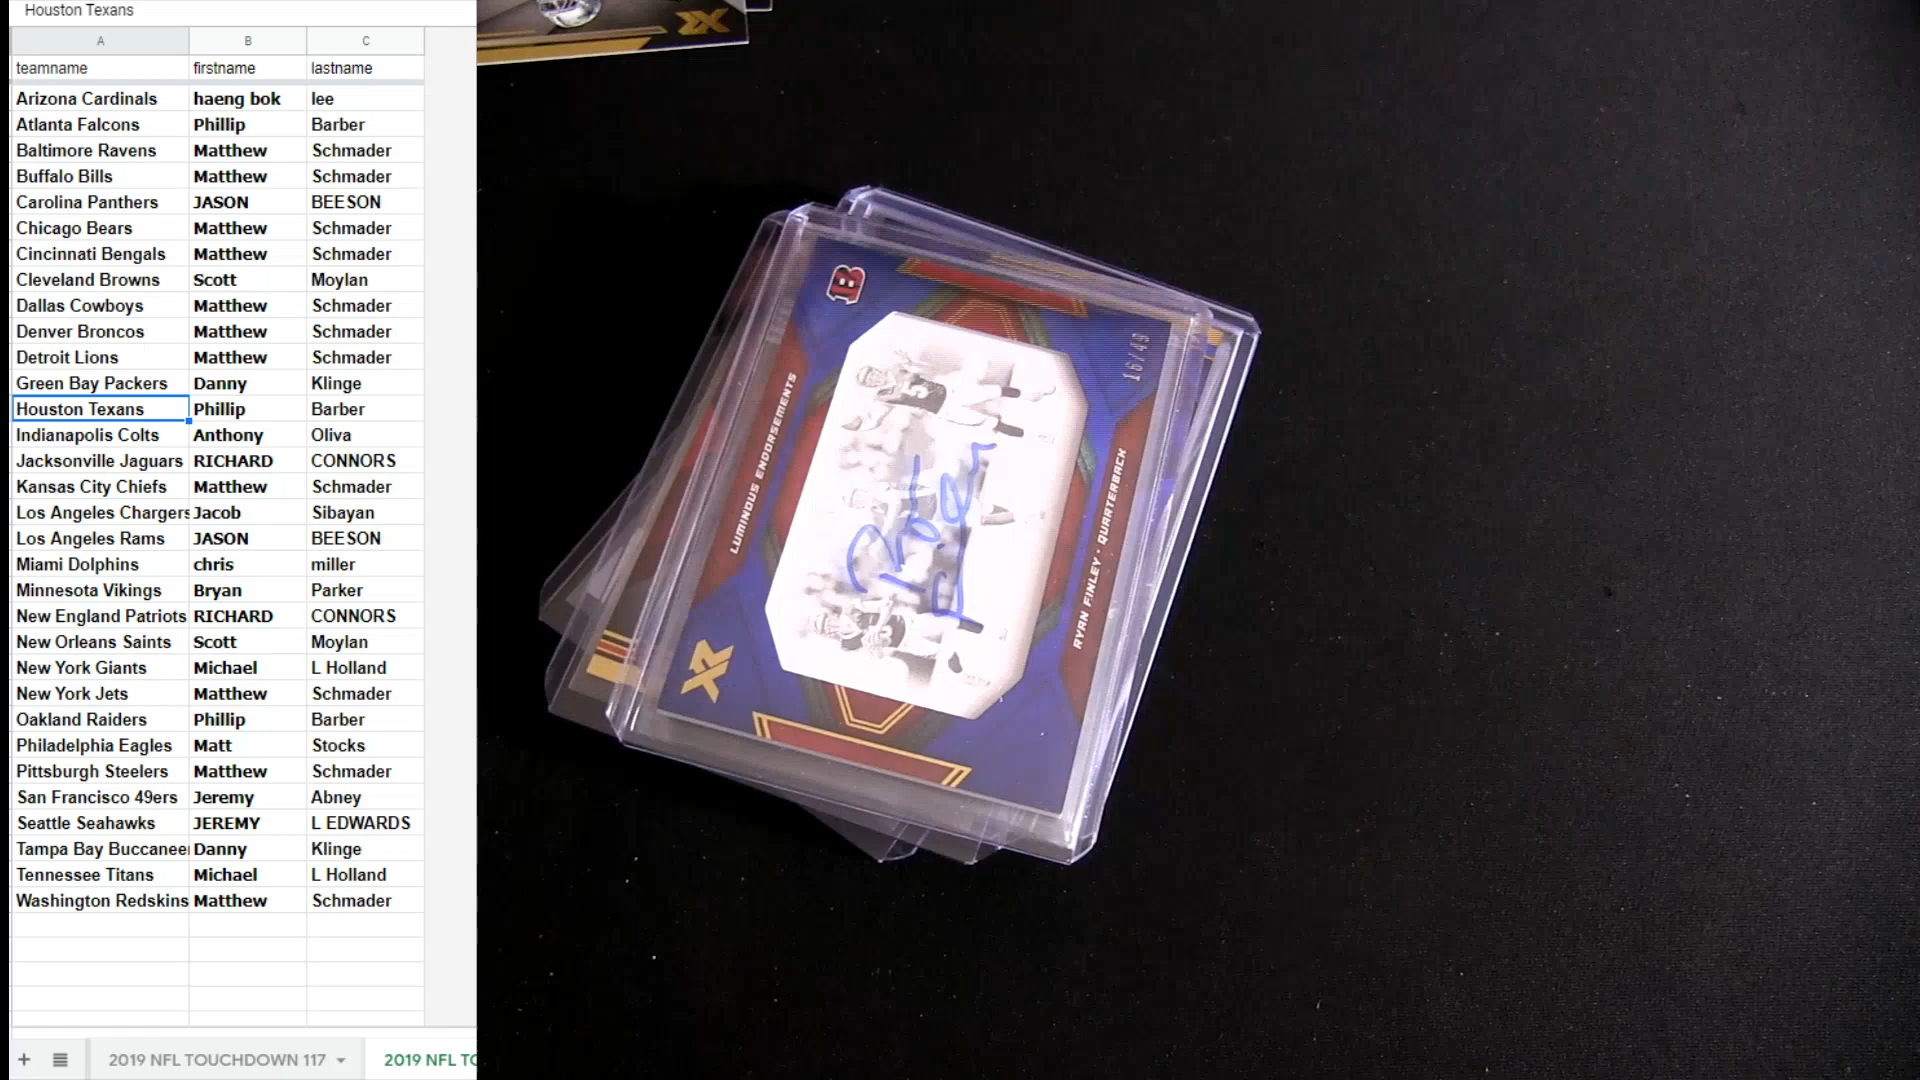 Houston Texans
A B C
teamname firstname lastname
Arizona Cardinals haeng bok lee
Atlanta Falcons Phillip Barber
Baltimore Ravens Matthew Schmader
Buffalo Bills Matthew Schmader
Carolina Panthers JASON BEESON
Chicago Bears Matthew Schmader
Cincinnati Bengals Matthew Schmader
Cleveland Browns Scott Moylan
Dallas Cowboys Matthew Schmader
Denver Broncos Matthew Schmader
Detroit Lions Matthew Schmader
Green Bay Packers Danny Klinge
Houston Texans Phillip Barber
Indianapolis Colts Anthony Oliva
Jacksonville Jaguars RICHARD CONNORS
Kansas City Chiefs Matthew Schmader
Los Angeles Chargers Jacob Sibayan
Los Angeles Rams JASON BEESON
Miami Dolphins chris miller
Minnesota Vikings Bryan Parker
New England Patriots RICHARD CONNORS
New Orleans Saints Scott Moylan
New York Giants Michael L Holland
New York Jets Matthew Schmader
Oakland Raiders Phillip Barber
Philadelphia Eagles Matt Stocks
Pittsburgh Steelers Matthew Schmader
San Francisco 49ers Jeremy Abney
Seattle Seahawks JEREMY L EDWARDS
Tampa Bay Buccanee Danny Klinge
Tennessee Titans Michael L Holland
Washington Redskins Matthew Schmader
2019 NFL TOUCHDOWN 117
2019 NFL TO
XR
B
LUMINOUS ENDORSEMENTS
16/49
RYAN FINLEY • QUARTERBACK
XR